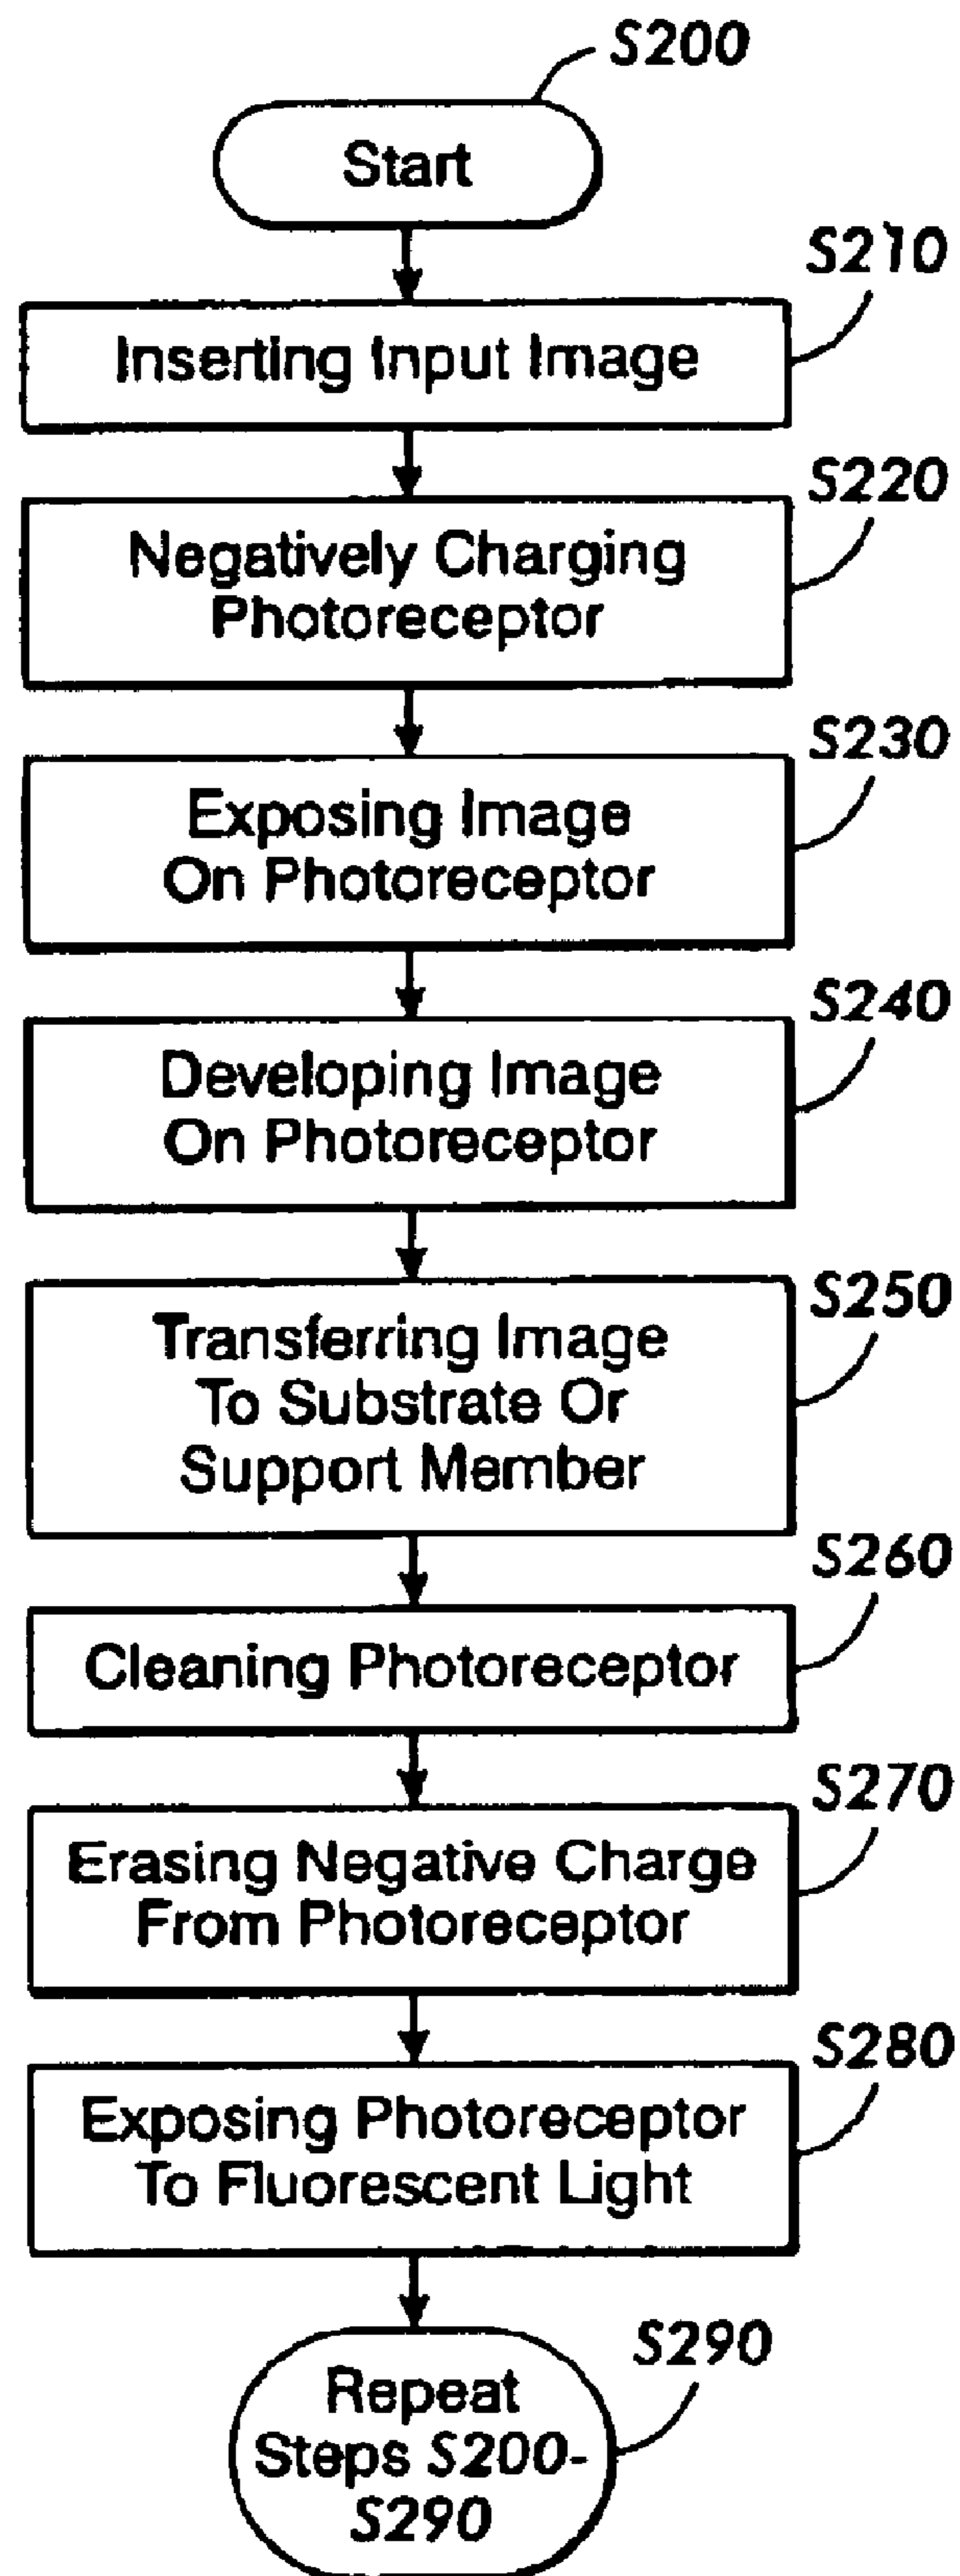 S200
Start
S210
Inserting Input Image
S220
Negatively Charging
Photoreceptor
S230
Exposing Image
On Photoreceptor
S240
Developing Image
On Photoreceptor
S250
Transferring Image
To Substrate Or
Support Member
S260
Cleaning Photoreceptor
S270
Erasing Negative Charge
From Photoreceptor
S280
Exposing Photoreceptor
To Fluorescent Light
S290
Repeat
Steps S200-
S290